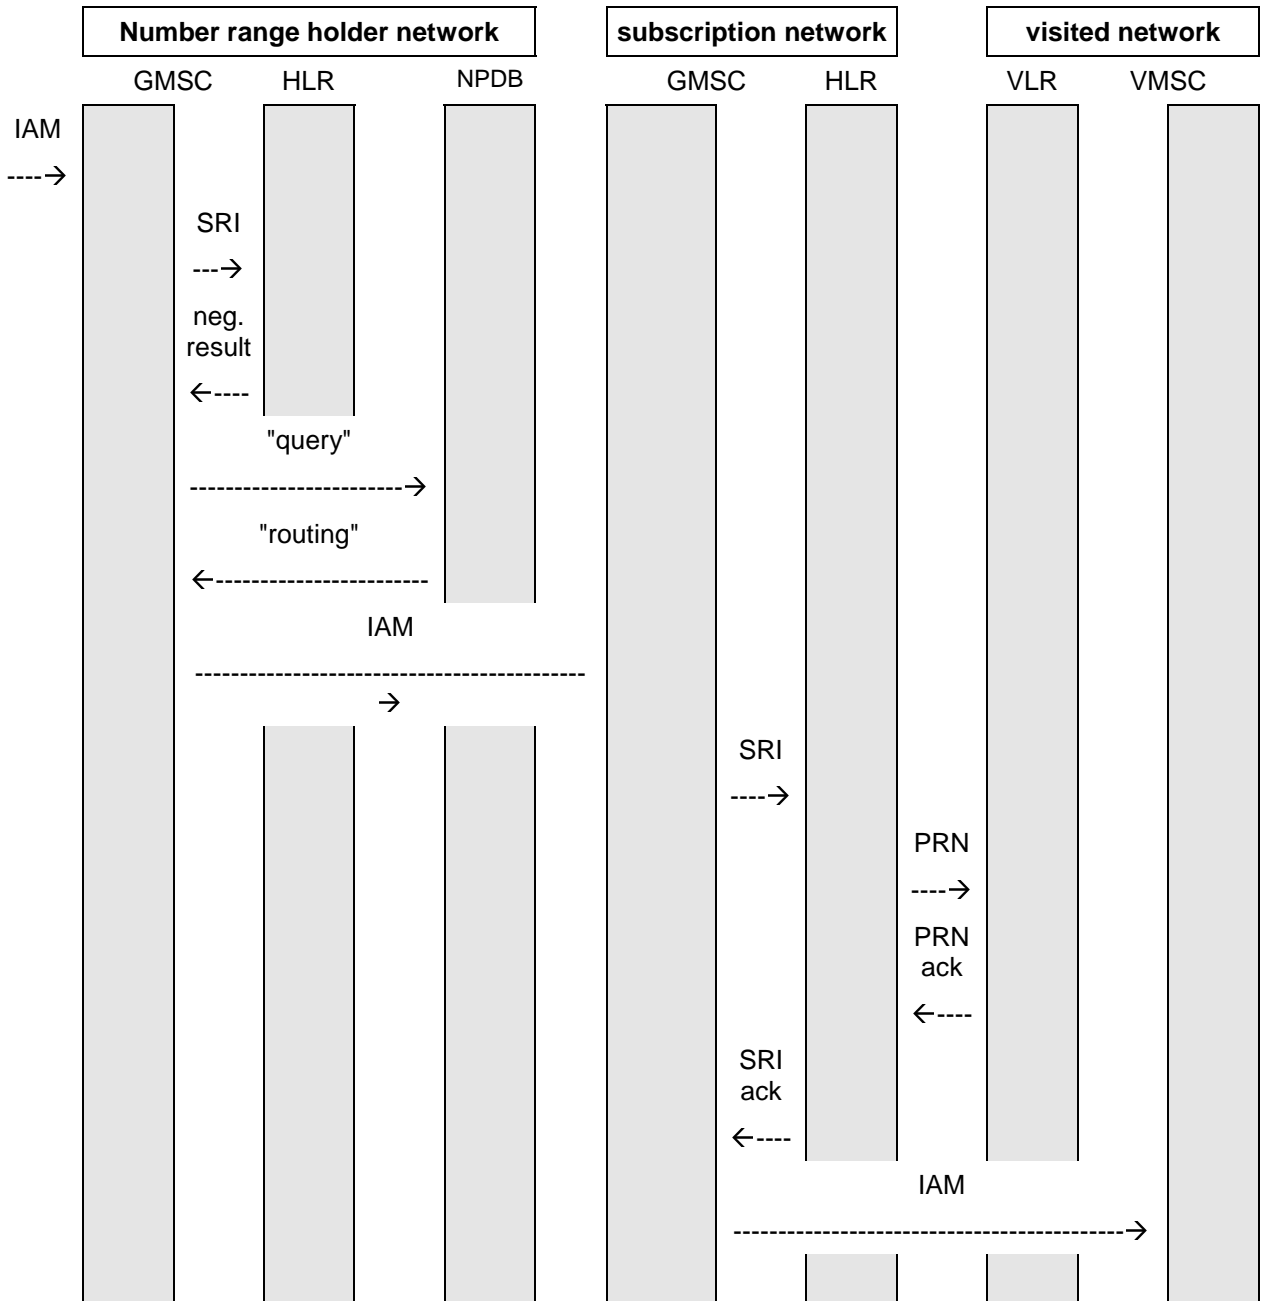 Number range holder network subscription network visited network
GMSC HLR NPDB GMSC HLR VLR VMSC
IAM
---->
SRI
--->
neg.
result
<----
"query"
------------------------>
"routing"
<------------------------
IAM
--------------------------------------------
>
SRI
---->
PRN
---->
PRN
ack
<----
SRI
ack
<----
IAM
-------------------------------------------->